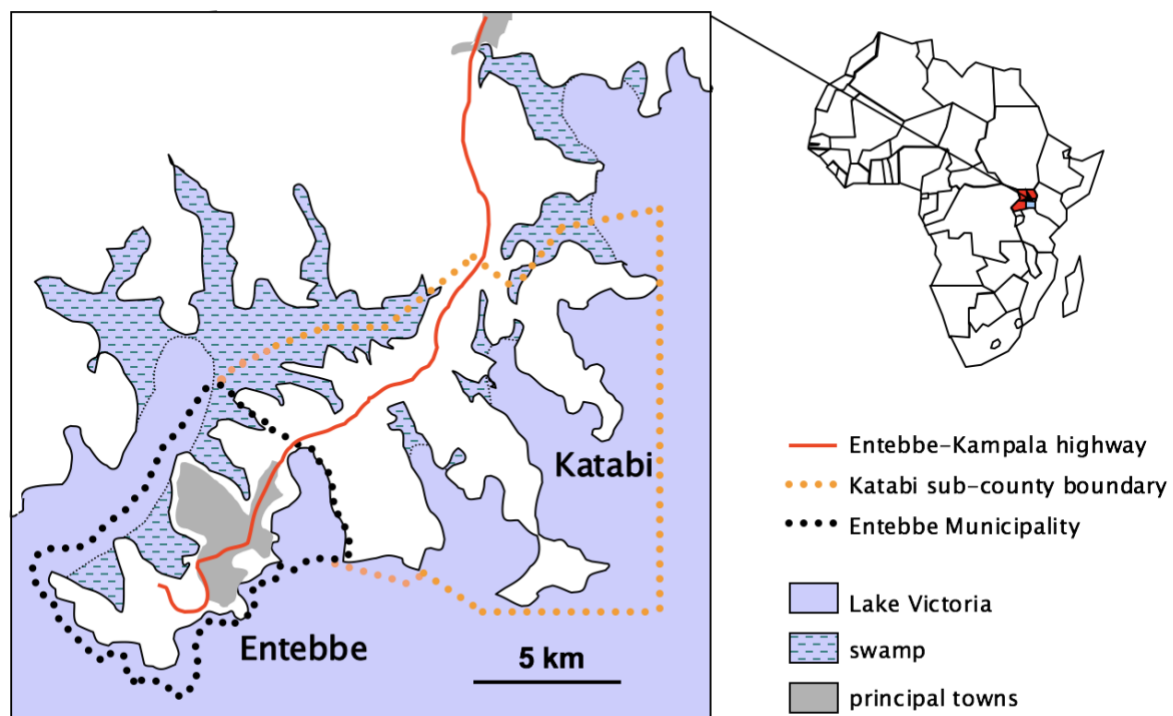 Katabi
Entebbe
5 km
Entebbe-Kampala highway
Katabi sub-county boundary
Entebbe Municipality
Lake Victoria
swamp
principal towns